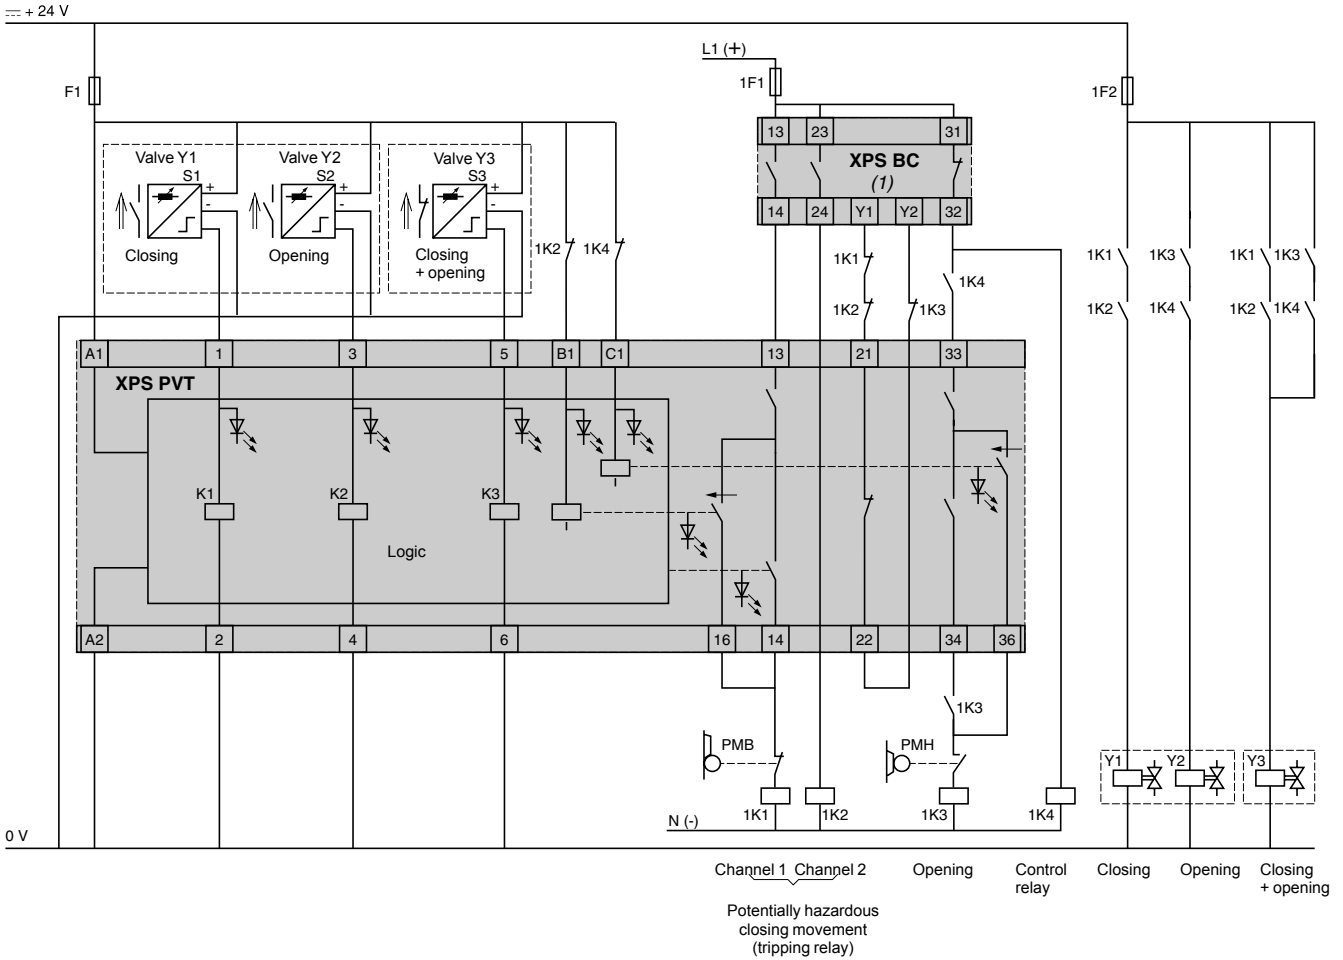 + 24 V
L1 (+)
F1
1F1
1F2
13 23 31
XPS BC
(1)
14 24 Y1 Y2 32
Valve Y1 Valve Y2 Valve Y3
S1 S2 S3
+ + +
- - -
Closing Opening Closing
+ opening
1K2 1K4
1K1
1K2 1K3
1K4
1K1 1K3 1K1 1K3
1K2 1K4 1K2 1K4
A1 1 3 5 B1 C1 13 21 33
XPS PVT
K1 K2 K3
Logic
A2 2 4 6 16 14 22 34 36
1K3
PMB PMH
Y1 Y2 Y3
1K1 1K2 1K3 1K4
N (-)
0 V
Channel 1 Channel 2
Opening
Control
relay
Closing
Opening
Closing
+ opening
Potentially hazardous
closing movement
(tripping relay)